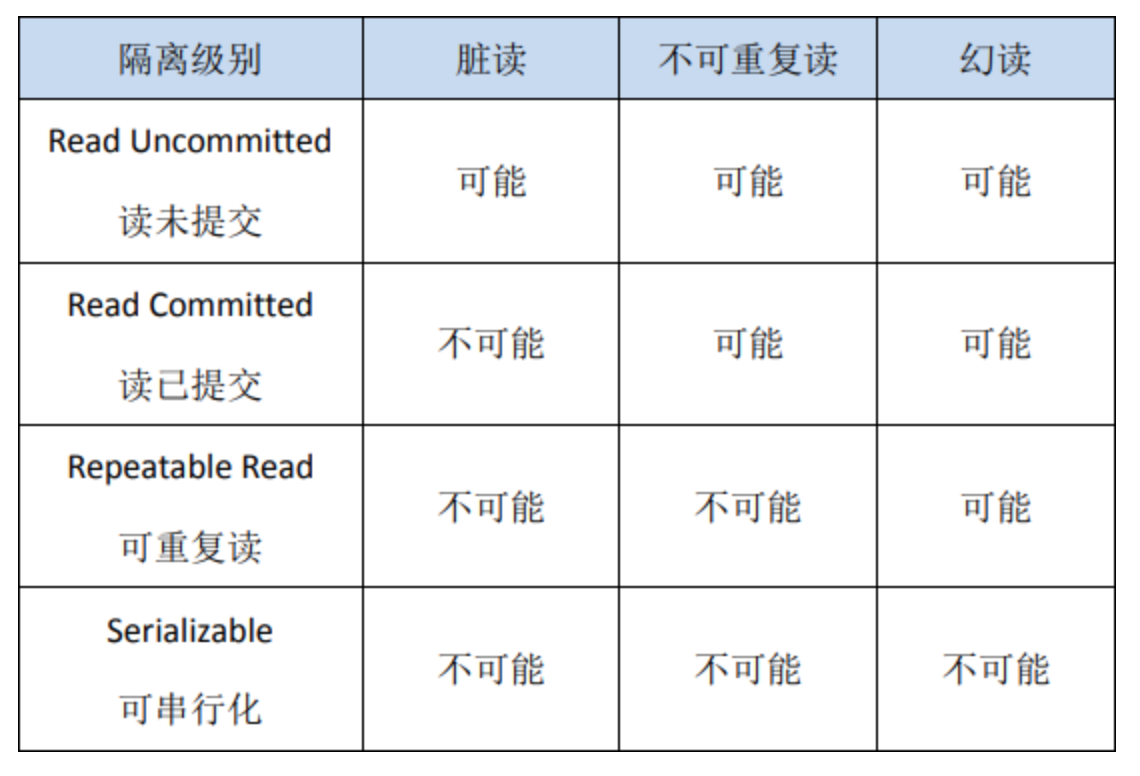 隔离级别 脏读 不可重复读 幻读
Read Uncommitted
读未提交 可能 可能 可能
Read Committed
读已提交 不可能 可能 可能
Repeatable Read
可重复读 不可能 不可能 可能
Serializable
可串行化 不可能 不可能 不可能